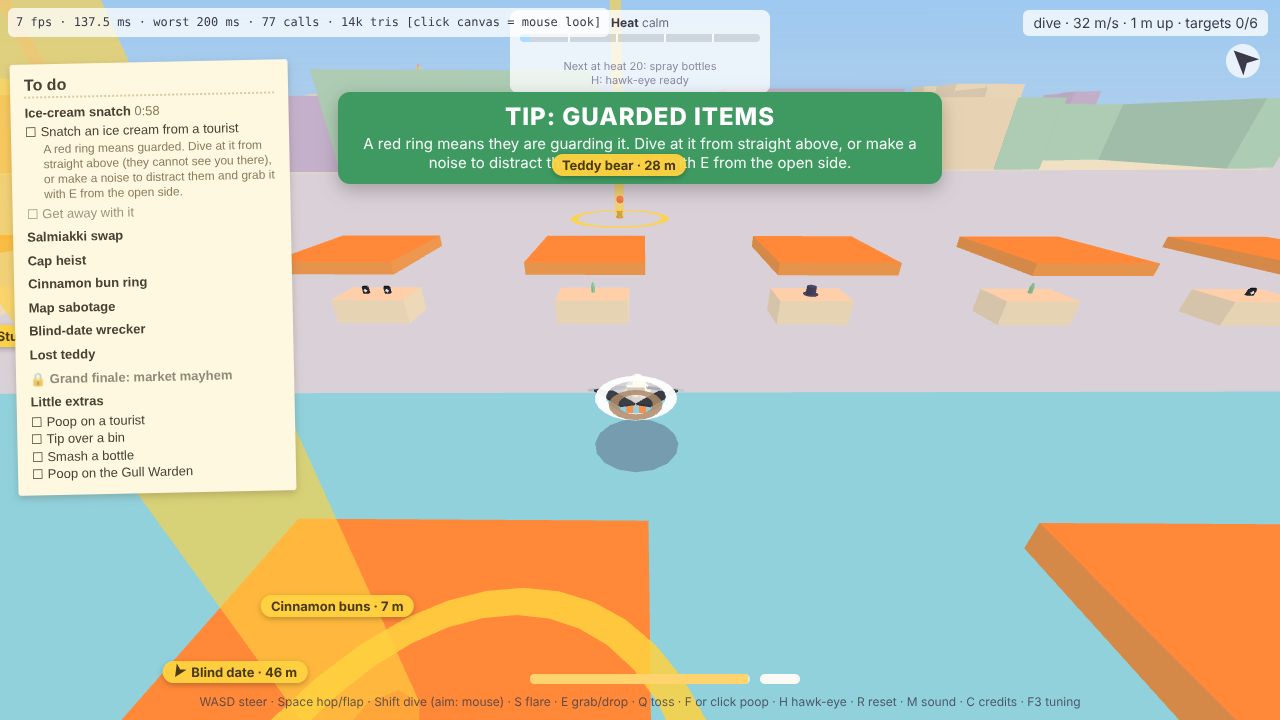 7 fps · 137.5 ms · worst 200 ms · 77 calls · 14k tris [click canvas = mouse look]
Heat calm
Next at heat 20: spray bottles
H: hawk-eye ready
dive · 32 m/s · 1 m up · targets 0/6
TIP: GUARDED ITEMS
A red ring means they are guarding it. Dive at it from straight above, or make a
noise to distract th
h E from the open side.
Teddy bear · 28 m
To do
Ice-cream snatch 0:58
☐ Snatch an ice cream from a tourist
A red ring means guarded. Dive at it from
straight above (they cannot see you there),
or make a noise to distract them and grab it
with E from the open side.
☐ Get away with it
Salmiakki swap
Cap heist
Cinnamon bun ring
Map sabotage
Blind-date wrecker
Lost teddy
🔒 Grand finale: market mayhem
Little extras
☐ Poop on a tourist
☐ Tip over a bin
☐ Smash a bottle
☐ Poop on the Gull Warden
Cinnamon buns · 7 m
Blind date · 46 m
WASD steer · Space hop/flap · Shift dive (aim: mouse) · S flare · E grab/drop · Q toss · F or click poop · H hawk-eye · R reset · M sound · C credits · F3 tuning